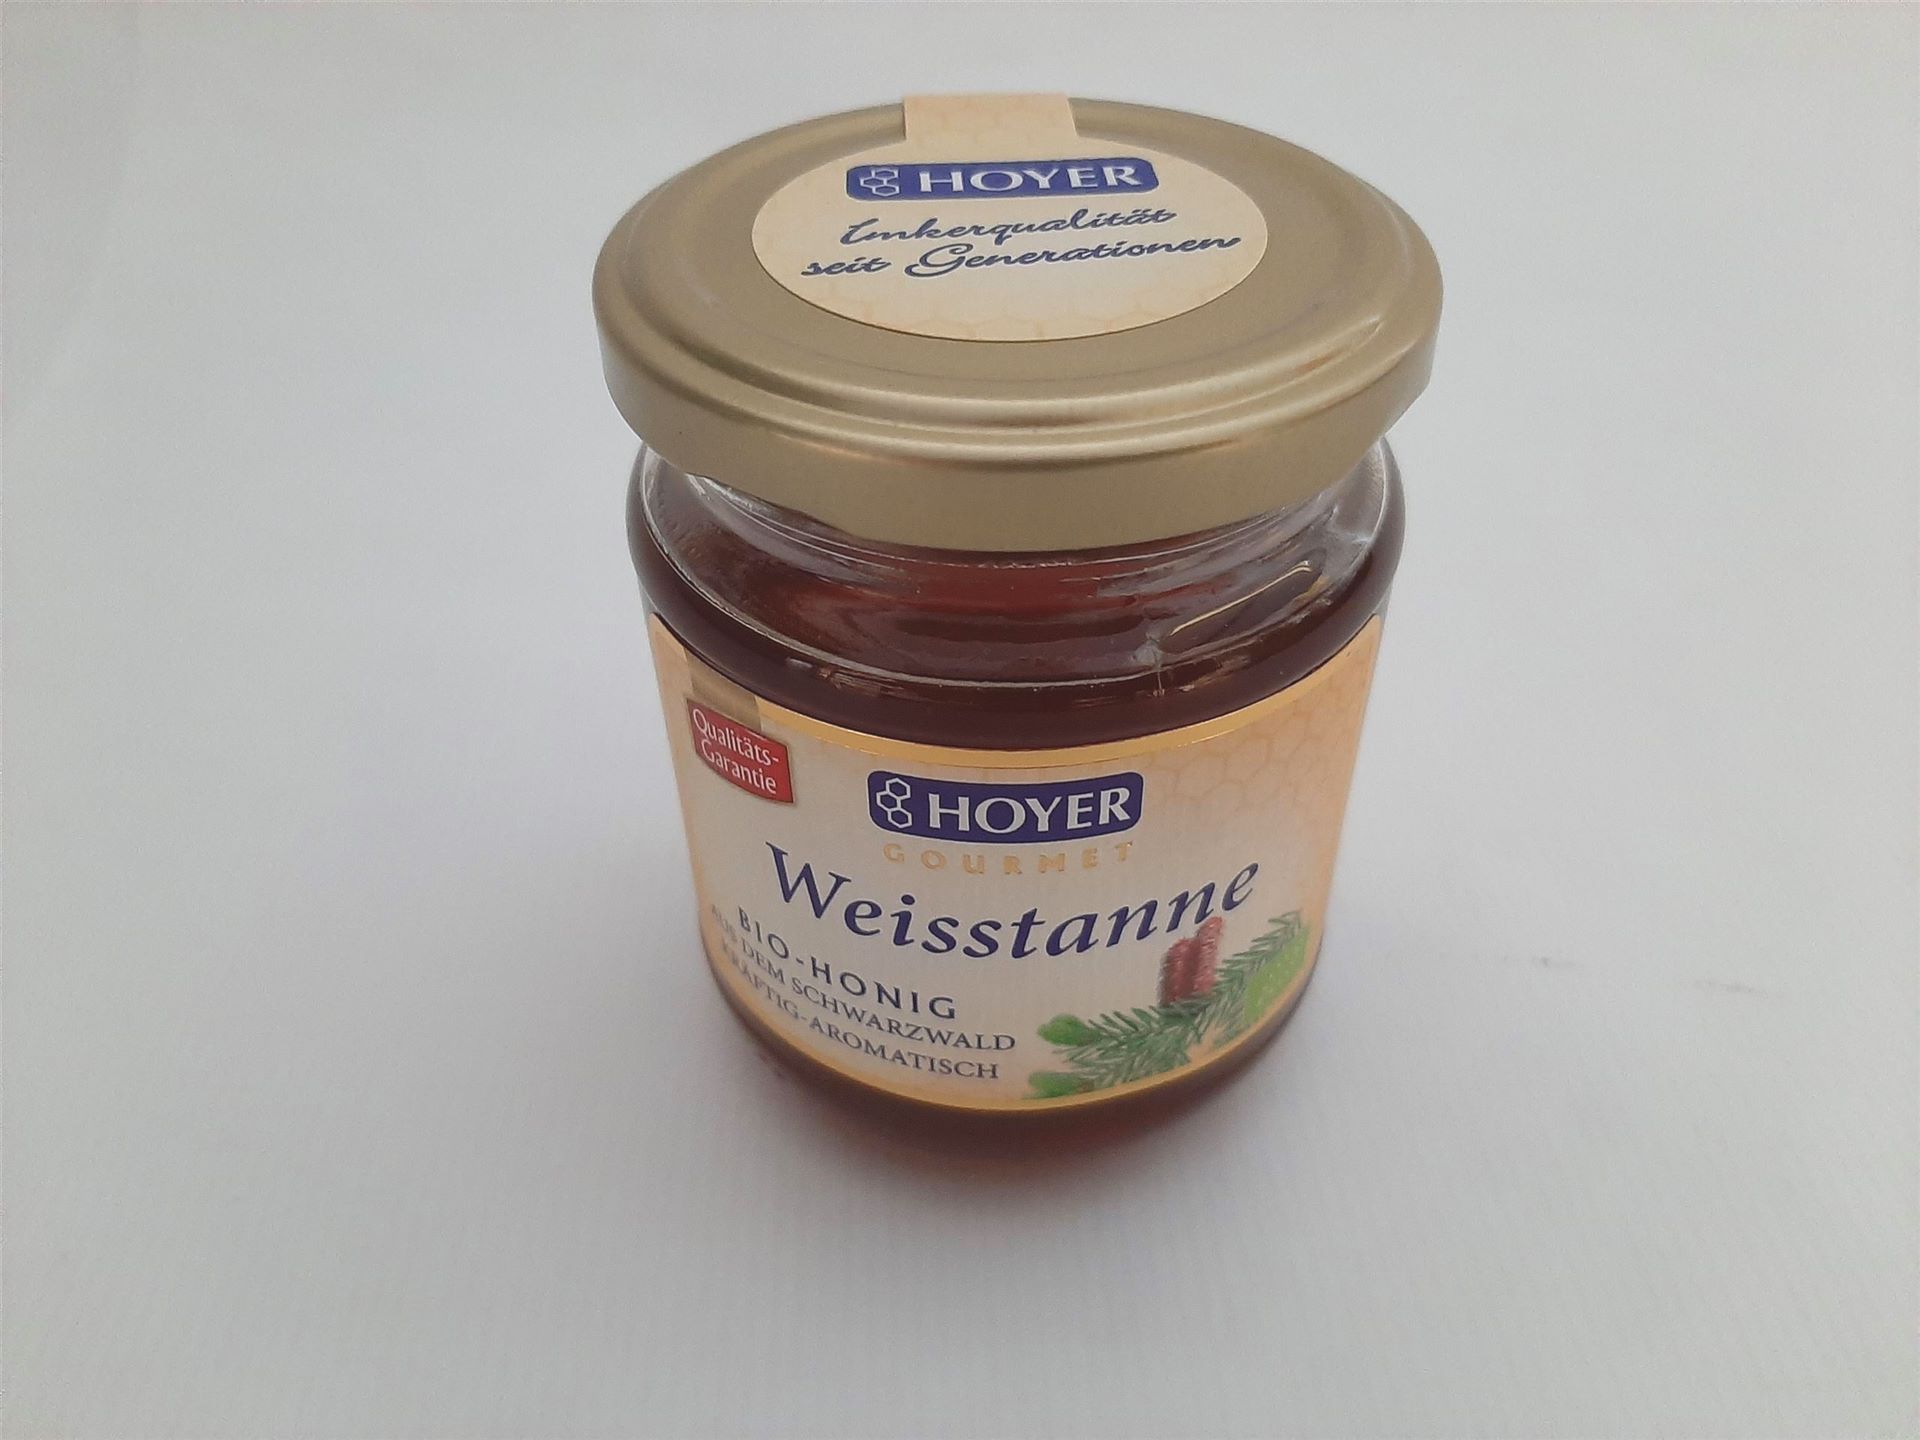 HOYER
Imkerqualität
seit Generationen
Qualitäts-
Garantie
HOYER
GOURMET
Weisstanne
BIO-HONIG
AUS DEM SCHWARZWALD
KRÄFTIG-AROMATISCH